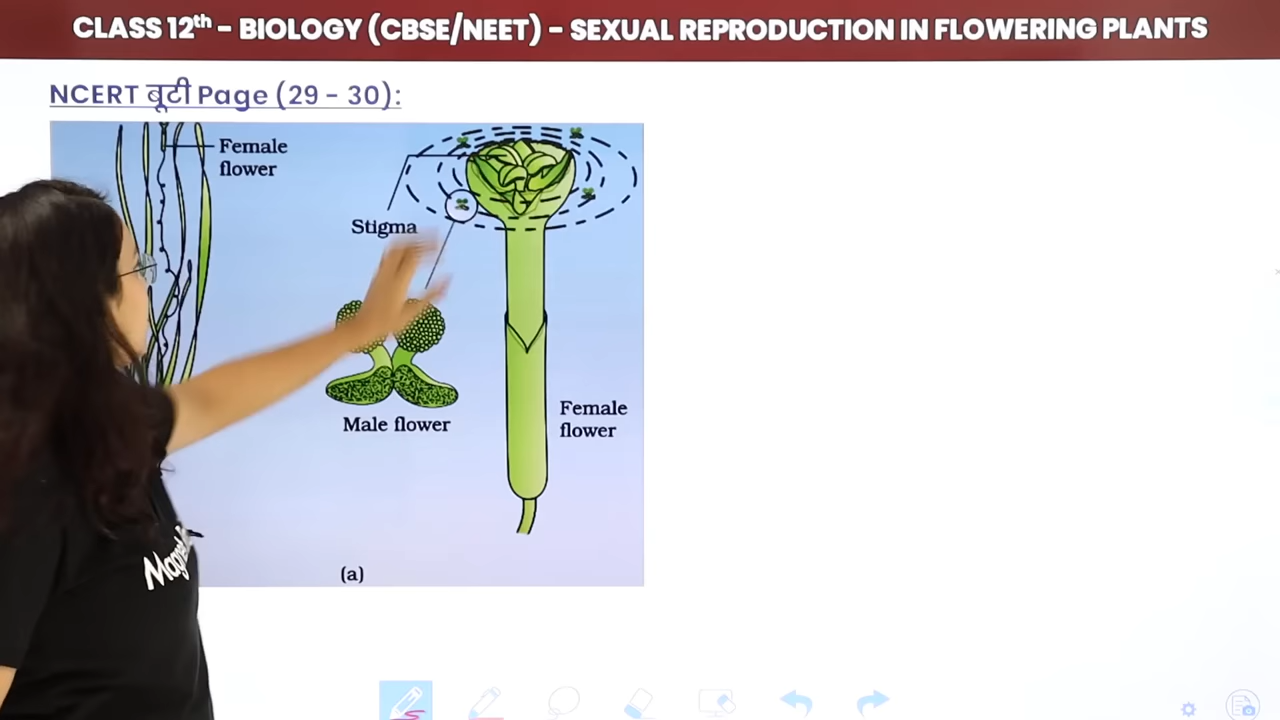 CLASS 12th - BIOLOGY (CBSE/NEET) - SEXUAL REPRODUCTION IN FLOWERING PLANTS
NCERT बूटी Page (29 - 30):
Female
flower
Stigma
Male flower
Female
flower
(a)